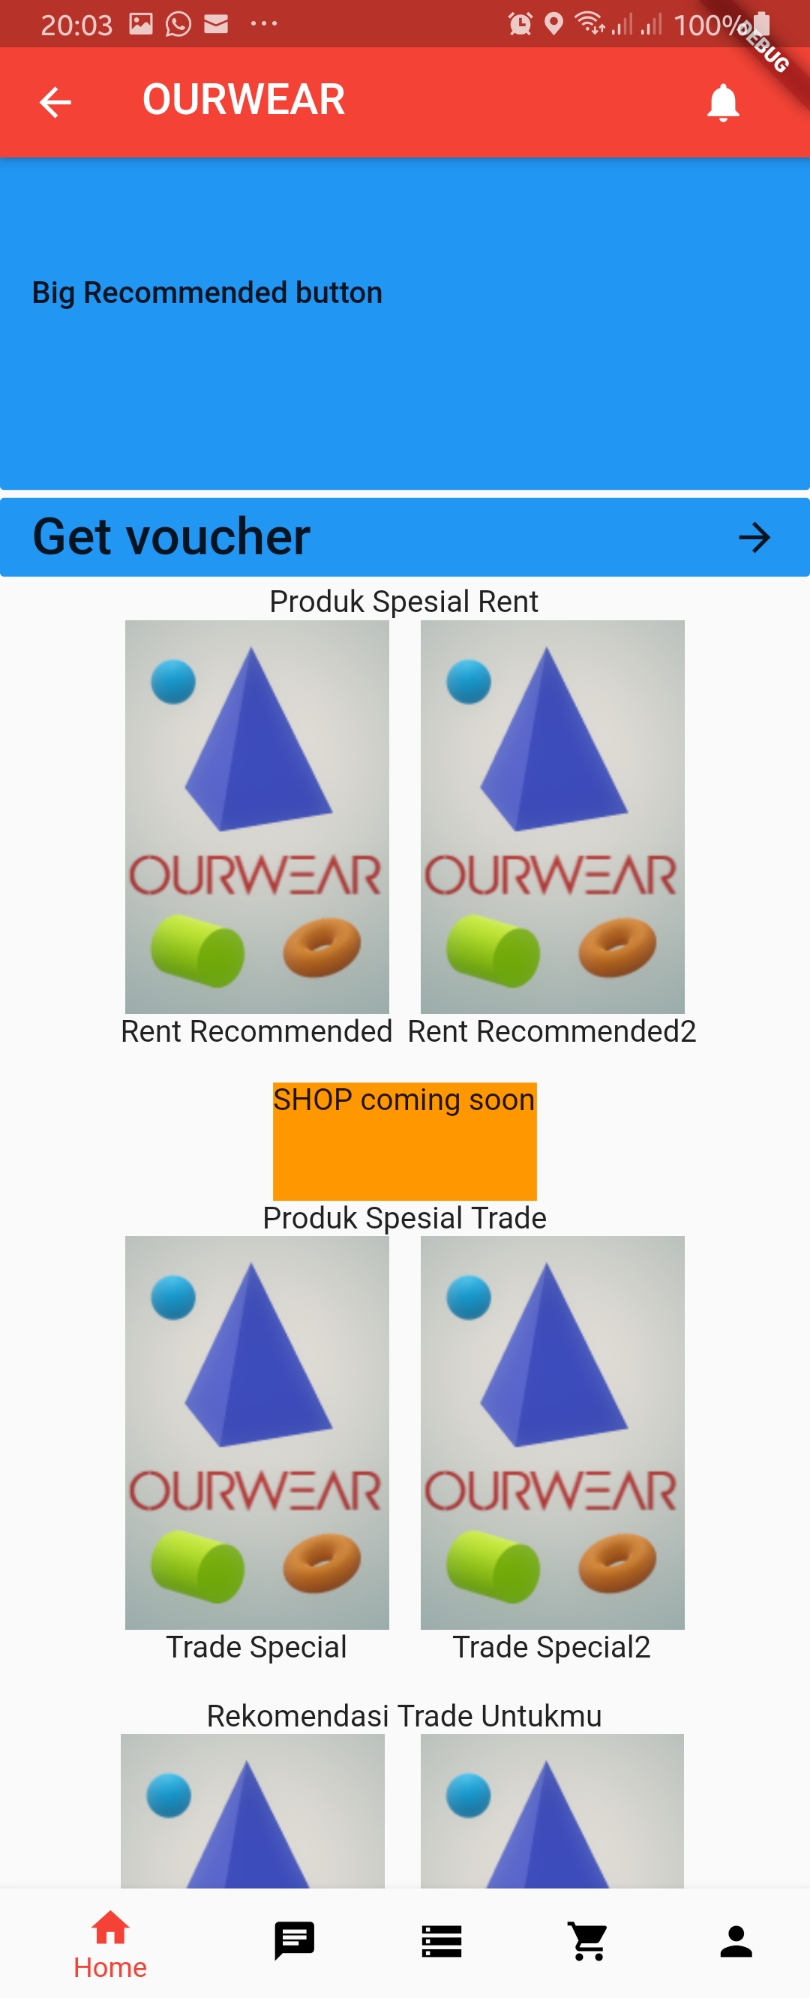 20:03
100%
DEBUG
OURWEAR
Big Recommended button
Get voucher
Produk Spesial Rent
OURWEAR
OURWEAR
Rent Recommended
Rent Recommended2
SHOP coming soon
Produk Spesial Trade
OURWEAR
OURWEAR
Trade Special
Trade Special2
Rekomendasi Trade Untukmu
Home